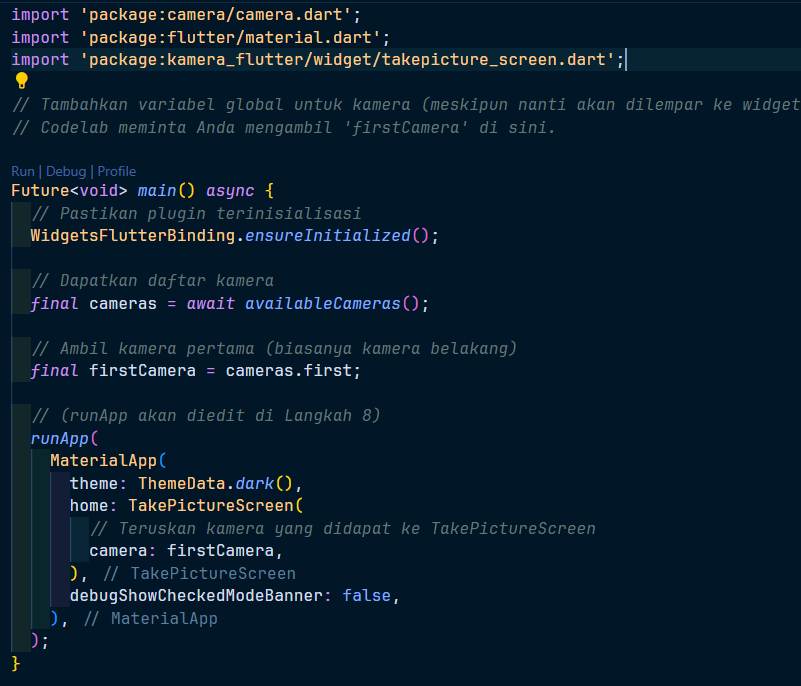 import 'package:camera/camera.dart';
import 'package:flutter/material.dart';
import 'package:kamera_flutter/widget/takepicture_screen.dart';
// Tambahkan variabel global untuk kamera (meskipun nanti akan dilempar ke widget
// Codelab meminta Anda mengambil 'firstCamera' di sini.
Run | Debug | Profile
Future<void> main() async {
// Pastikan plugin terinisialisasi
WidgetsFlutterBinding.ensureInitialized();
// Dapatkan daftar kamera
final cameras = await availableCameras();
// Ambil kamera pertama (biasanya kamera belakang)
final firstCamera = cameras.first;
// (runApp akan diedit di Langkah 8)
runApp(
MaterialApp(
theme: ThemeData.dark(),
home: TakePictureScreen(
// Teruskan kamera yang didapat ke TakePictureScreen
camera: firstCamera,
), // TakePictureScreen
debugShowCheckedModeBanner: false,
), // MaterialApp
);
}